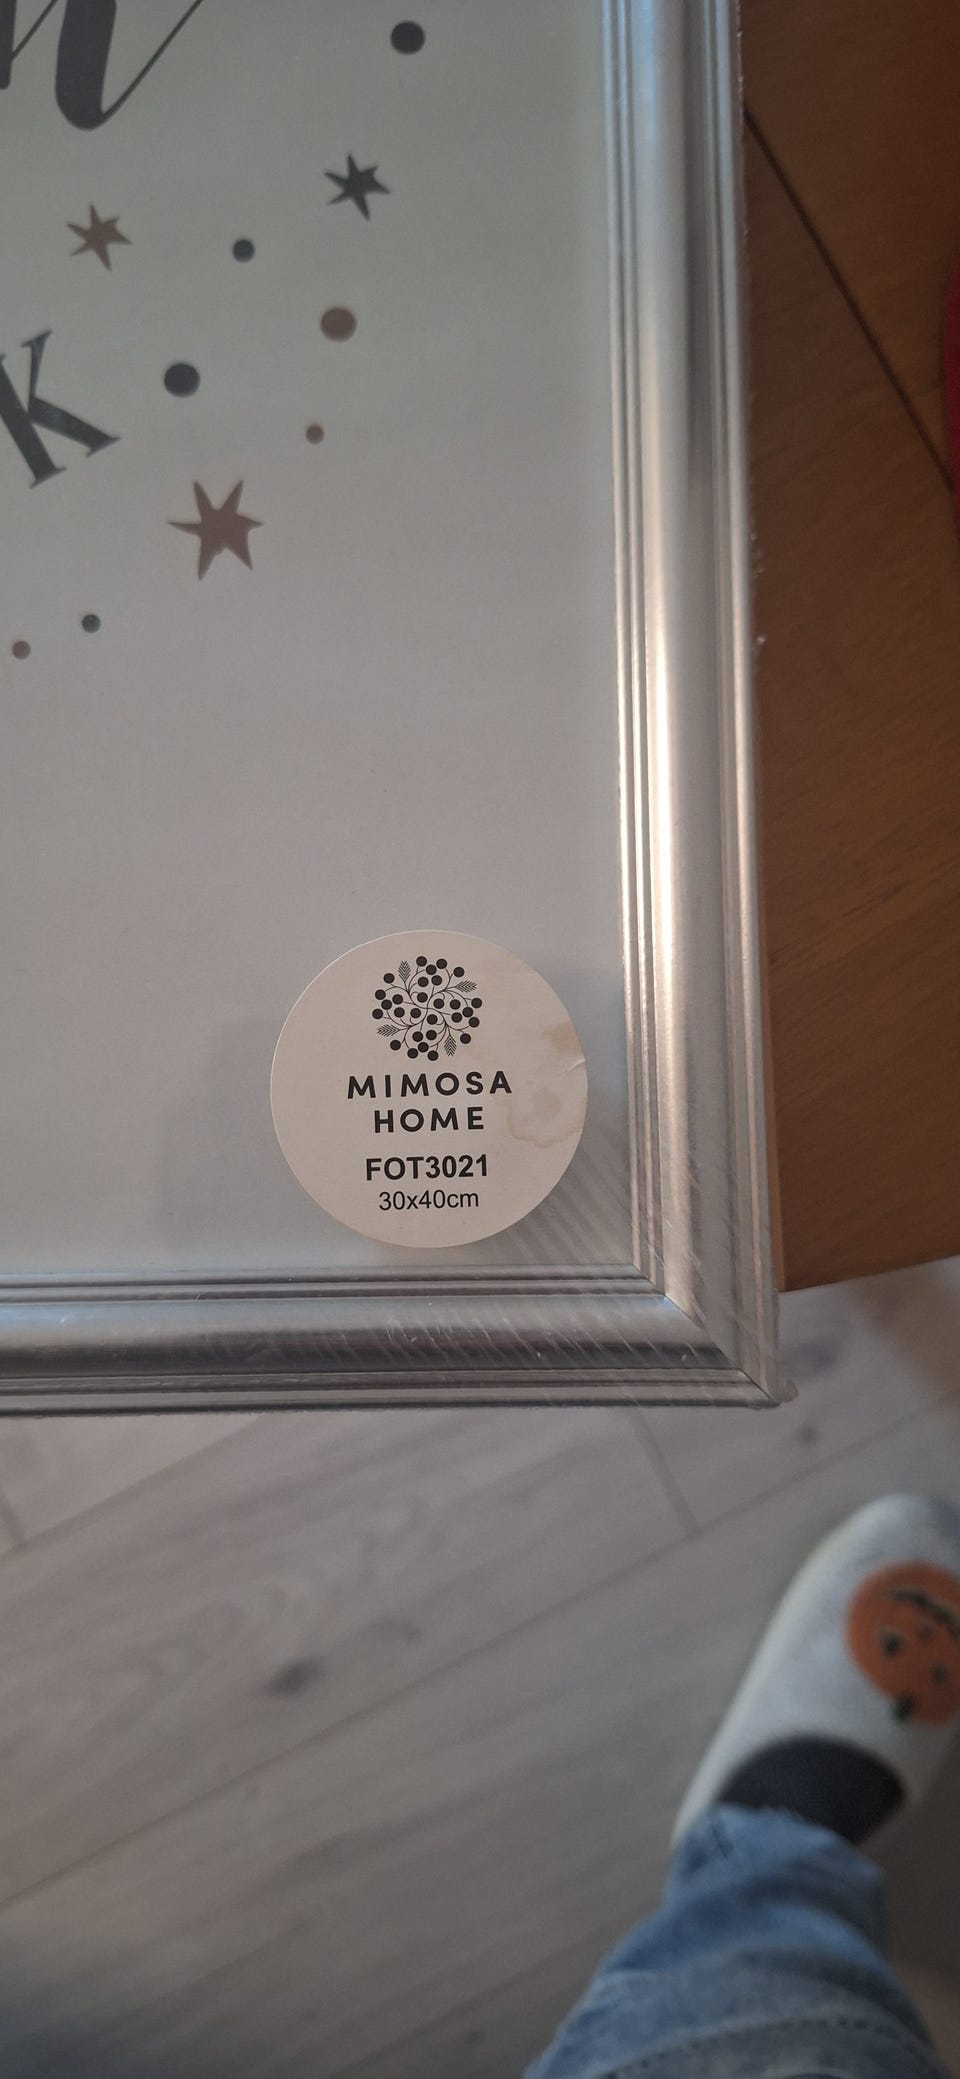 K
MIMOSA
HOME
FOT3021
30x40cm